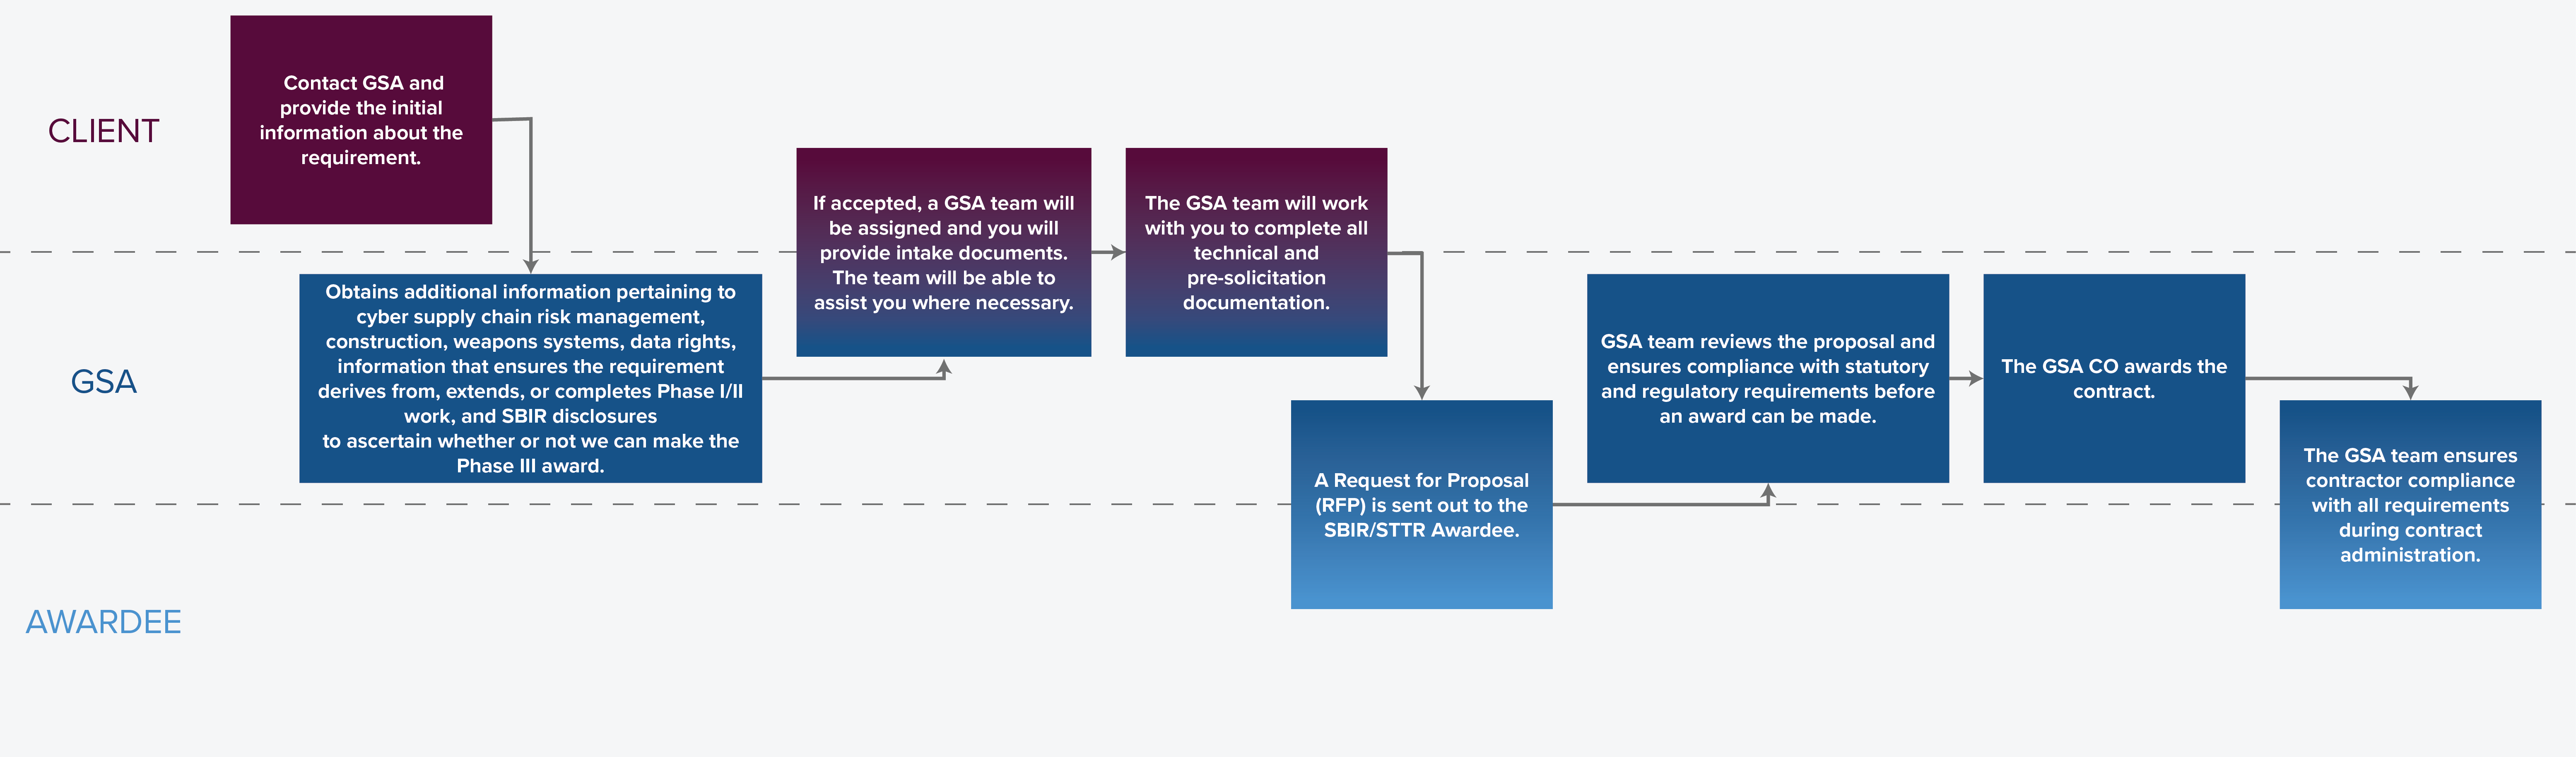 CLIENT
Contact GSA and
provide the initial
information about the
requirement.
GSA
Obtains additional information pertaining to
cyber supply chain risk management,
construction, weapons systems, data rights,
information that ensures the requirement
derives from, extends, or completes Phase I/II
work, and SBIR disclosures
to ascertain whether or not we can make the
Phase III award.
If accepted, a GSA team will
be assigned and you will
provide intake documents.
The team will be able to
assist you where necessary.
The GSA team will work
with you to complete all
technical and
pre-solicitation
documentation.
A Request for Proposal
(RFP) is sent out to the
SBIR/STTR Awardee.
GSA team reviews the proposal and
ensures compliance with statutory
and regulatory requirements before
an award can be made.
The GSA CO awards the
contract.
The GSA team ensures
contractor compliance
with all requirements
during contract
administration.
AWARDEE